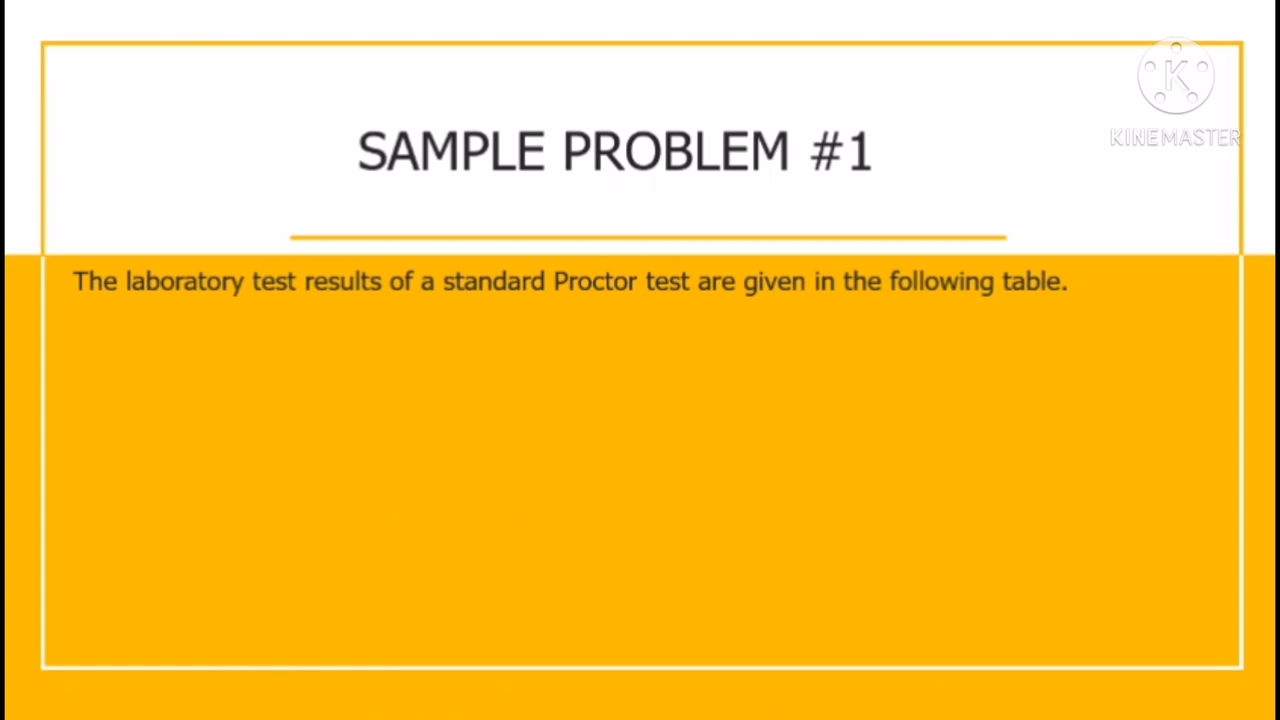 SAMPLE PROBLEM #1
K
KINEMASTER
The laboratory test results of a standard Proctor test are given in the following table.